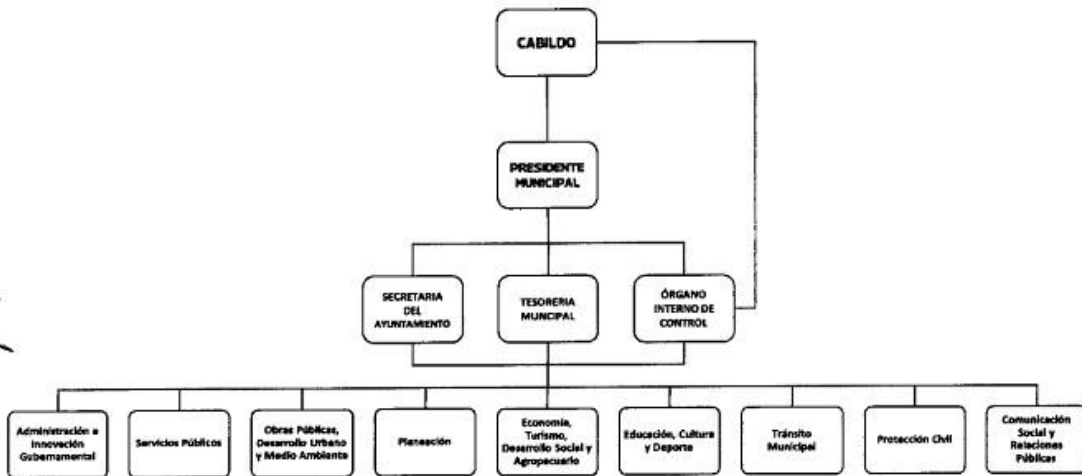 CABILDO
PRESIDENTE
MUNICIPAL
SECRETARIA
DEL
AYUNTAMIENTO
TESORERIA
MUNCIPAL
ÓRGANO
INTERNO DE
CONTROL
Administración e
Innovación
Gubernamental
Servicios Públicos
Obras Públicas,
Desarrollo Urbano
y Medio Ambiente
Planeación
Economía,
Turismo,
Desarrollo Social y
Agropecuario
Educación, Cultura
y Deporte
Tránsito
Municipal
Protección Civil
Comunicación
Social y
Relaciones
Públicas